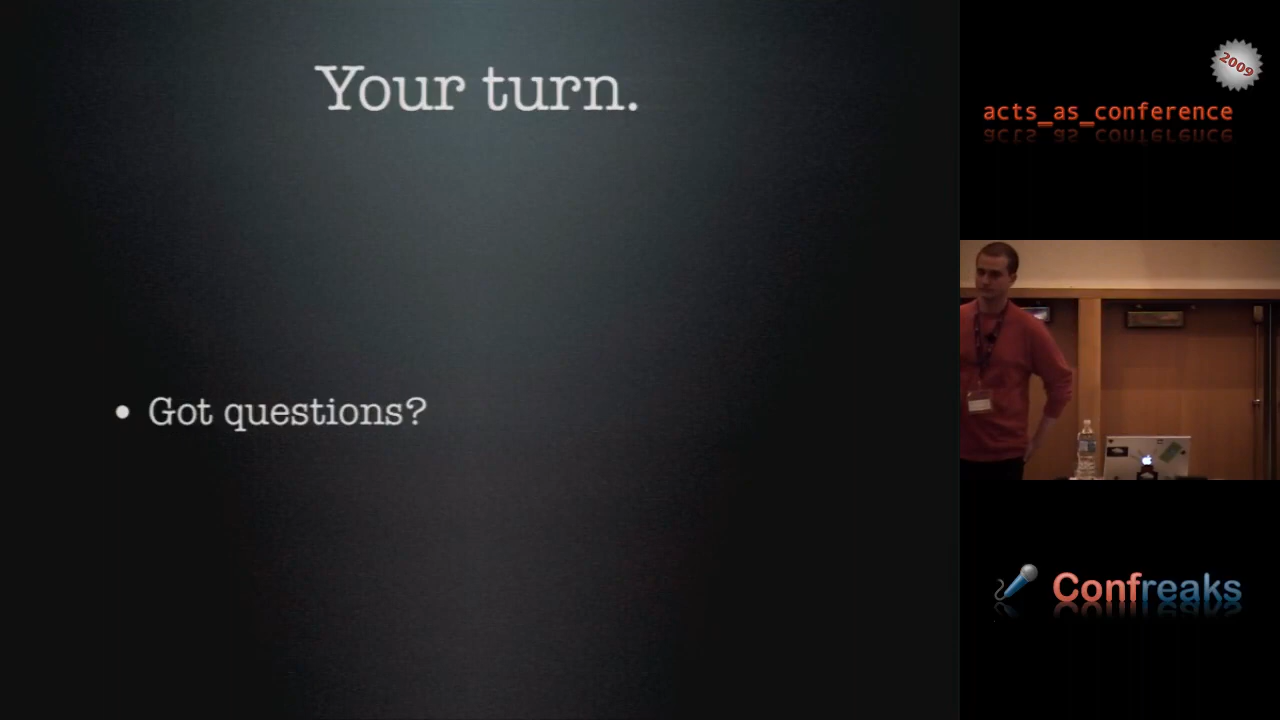 Your turn.
• Got questions?
2009
acts_as_conference
Confreaks